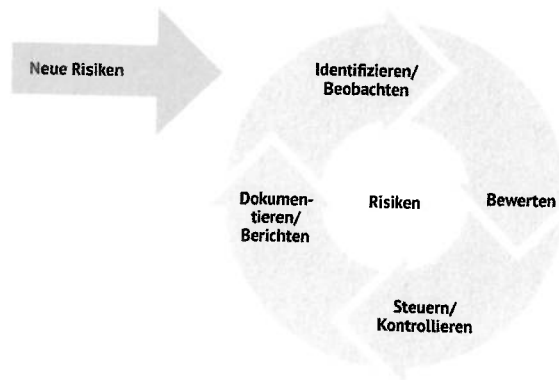 Neue Risiken
Identifizieren/
Beobachten
Dokumen-
tieren/
Berichten
Risiken
Bewerten
Steuern/
Kontrollieren